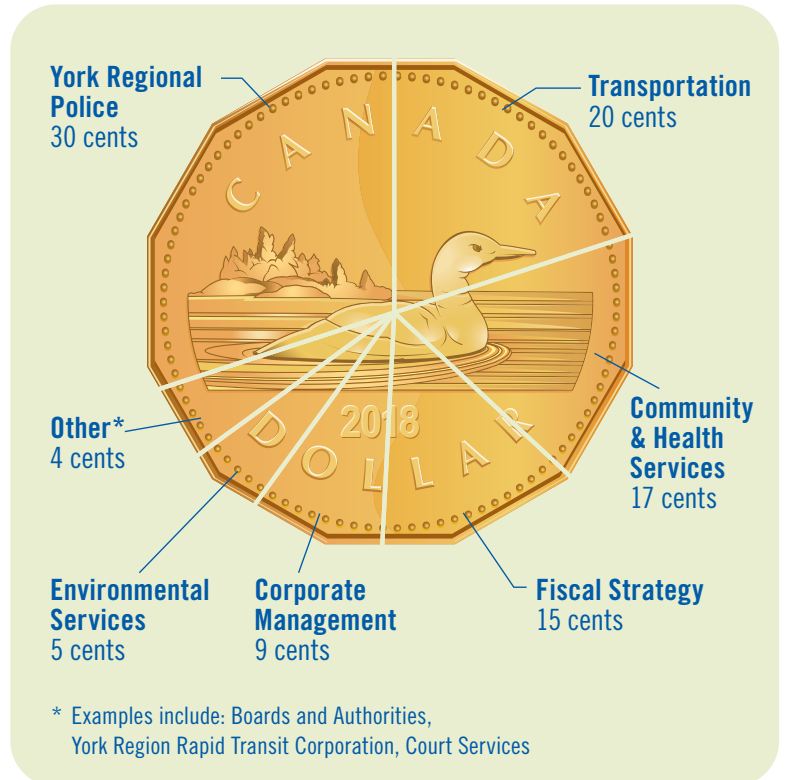 York Regional
Police
30 cents
Transportation
20 cents
CANADA
2018
DOLLAR
Community
& Health
Services
17 cents
Other*
4 cents
Environmental
Services
5 cents
Corporate
Management
9 cents
Fiscal Strategy
15 cents
* Examples include: Boards and Authorities,
York Region Rapid Transit Corporation, Court Services